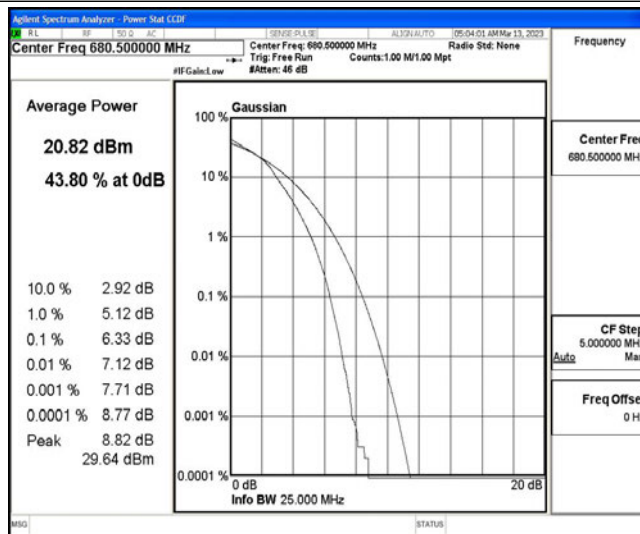 Agilent Spectrum Analyzer - Power Stat CCDF
RL RF 50 Ω AC SENSE:PULSE ALIGN AUTO 05:04:01 AM Mar 13, 2023
Center Freq 680.500000 MHz
Center Freq: 680.500000 MHz Radio Std: None
Trig: Free Run Counts:1.00 M/1.00 Mpt
#IFGain:Low #Atten: 46 dB
Frequency
Average Power
20.82 dBm
43.80 % at 0dB
10.0 % 2.92 dB
1.0 % 5.12 dB
0.1 % 6.33 dB
0.01 % 7.12 dB
0.001 % 7.71 dB
0.0001 % 8.77 dB
Peak 8.82 dB
29.64 dBm
Gaussian
100 %
10 %
1 %
0.1 %
0.01 %
0.001 %
0.0001 %
0 dB 20 dB
Info BW 25.000 MHz
Center Fre
680.500000 MH
CF Step
5.000000 MH
Auto Ma
Freq Offse
0 H
MSG STATUS